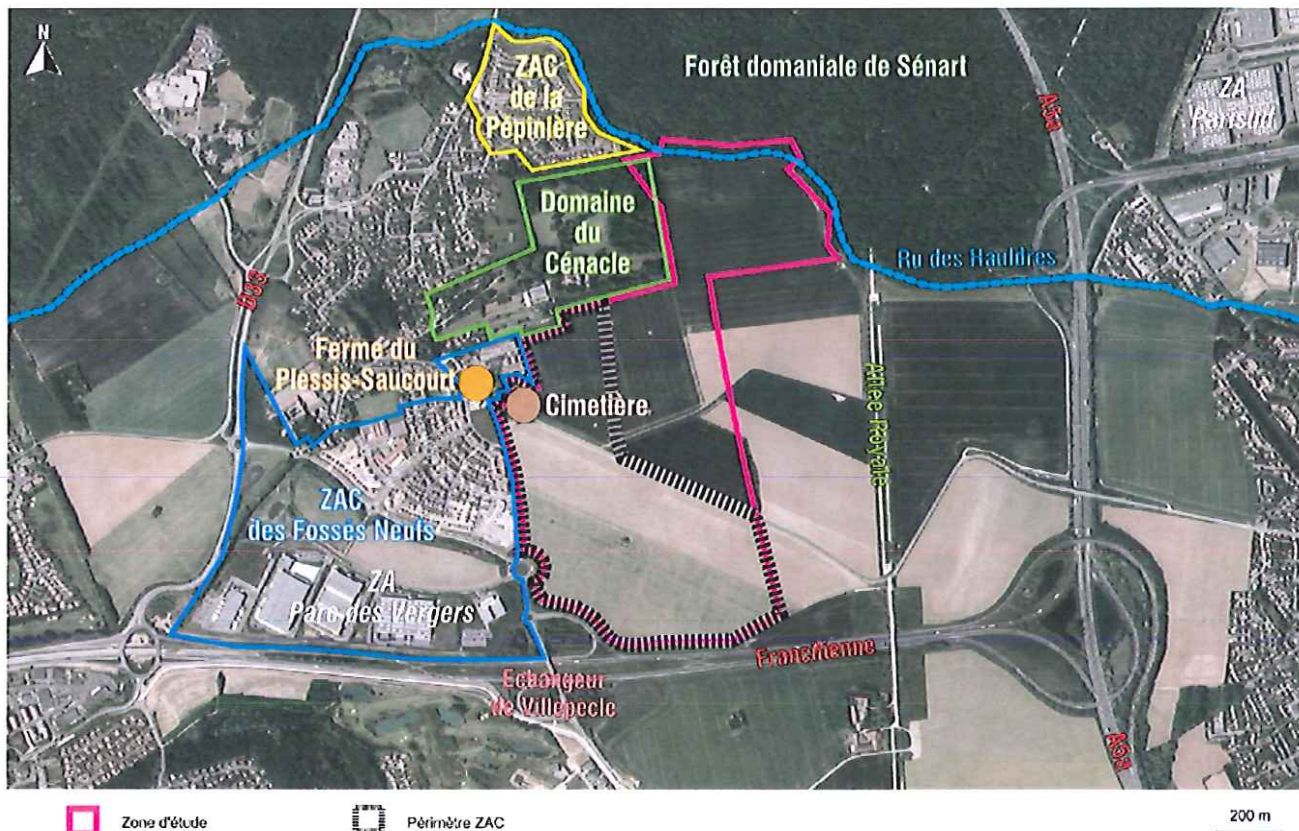 N
ZAC
de la
Pépinière
Forêt domaniale de Sénart
A5a
ZA
Parisud
Domaine
du
Cénacle
Ru des Hauldres
D33
Ferme du
Plessis-Saucourt
Cimetière
Allée Royale
ZAC
des Fossés Neufs
ZA
Parc des Vergers
Francilienne
Echangeur
de Villepècle
A5a
Zone d'étude
Périmètre ZAC
200 m